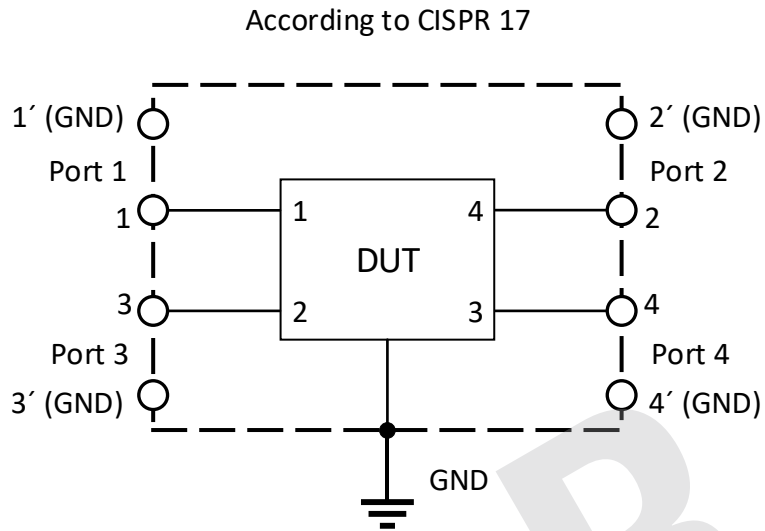 According to CISPR 17
1´ (GND) 2´ (GND)
Port 1 Port 2
1 1 4 2
DUT
3 2 3 4
Port 3 Port 4
3´ (GND) 4´ (GND)
GND